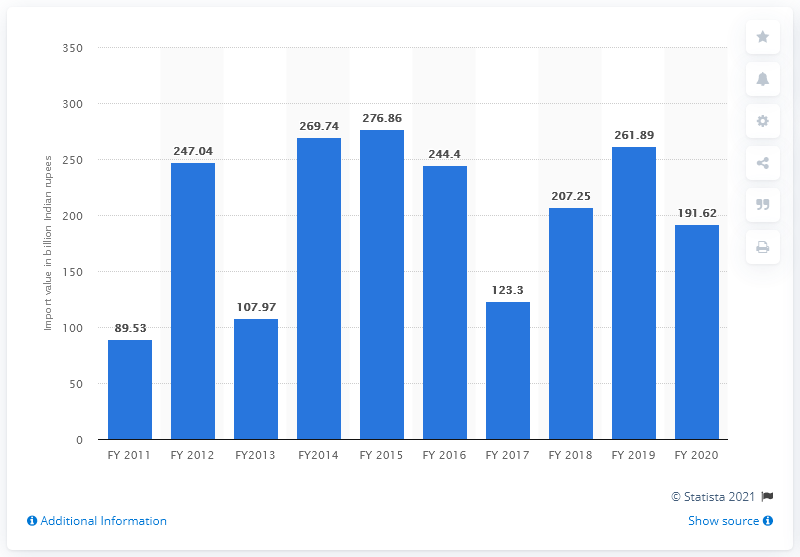 350
300
250
200
150
100
50
0
Import value in billion Indian rupees
89.53
247.04
107.97
269.74
276.86
244.4
123.3
207.25
261.89
191.62
FY 2011
FY 2012
FY2013
FY2014
FY 2015
FY 2016
FY 2017
FY 2018
FY 2019
FY 2020
© Statista 2021
Additional Information
Show source